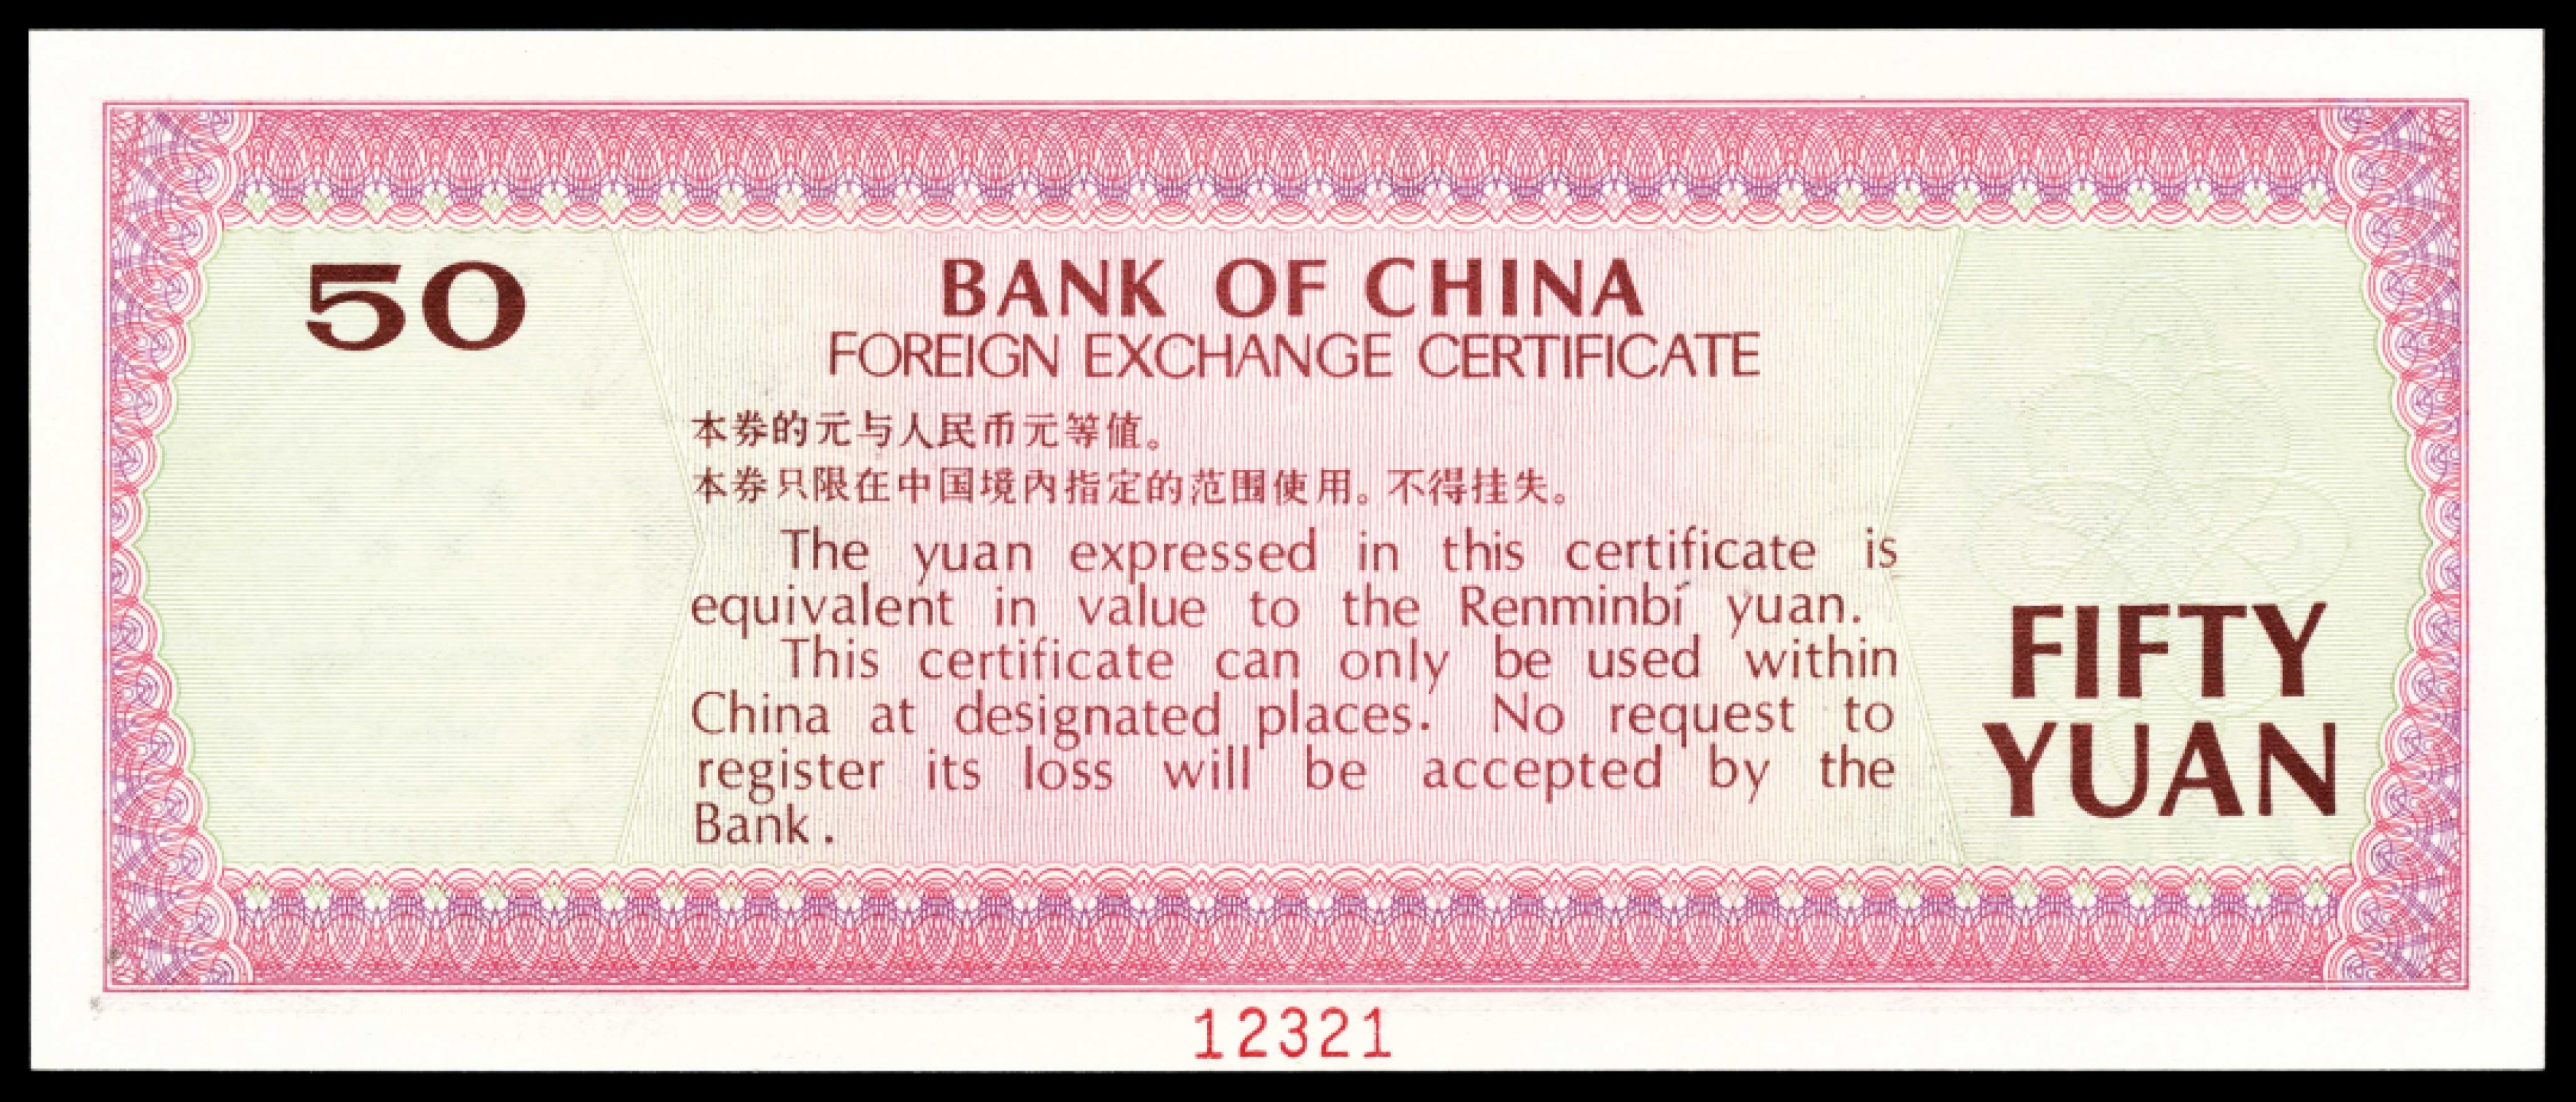 50
BANK OF CHINA
FOREIGN EXCHANGE CERTIFICATE
本券的元与人民币元等值。
本券只限在中国境内指定的范围使用。不得挂失。
The yuan expressed in this certificate is
equivalent in value to the Renminbi yuan.
This certificate can only be used within
China at designated places. No request to
register its loss will be accepted by the
Bank.
FIFTY
YUAN
12321